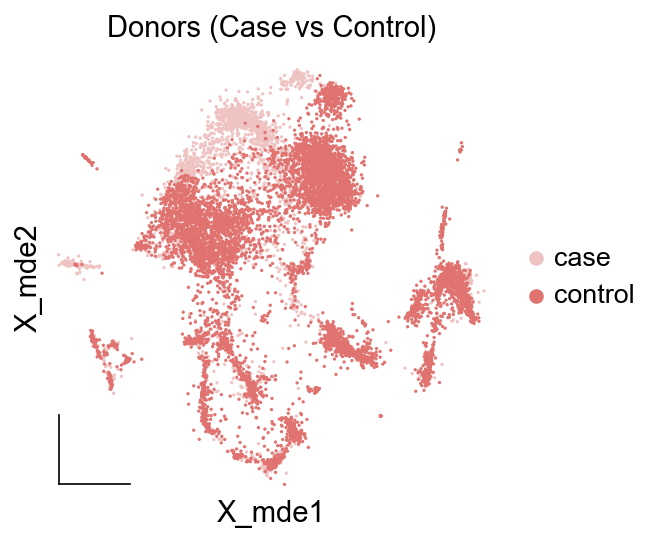 Donors (Case vs Control)
X_mde2
case
control
X_mde1